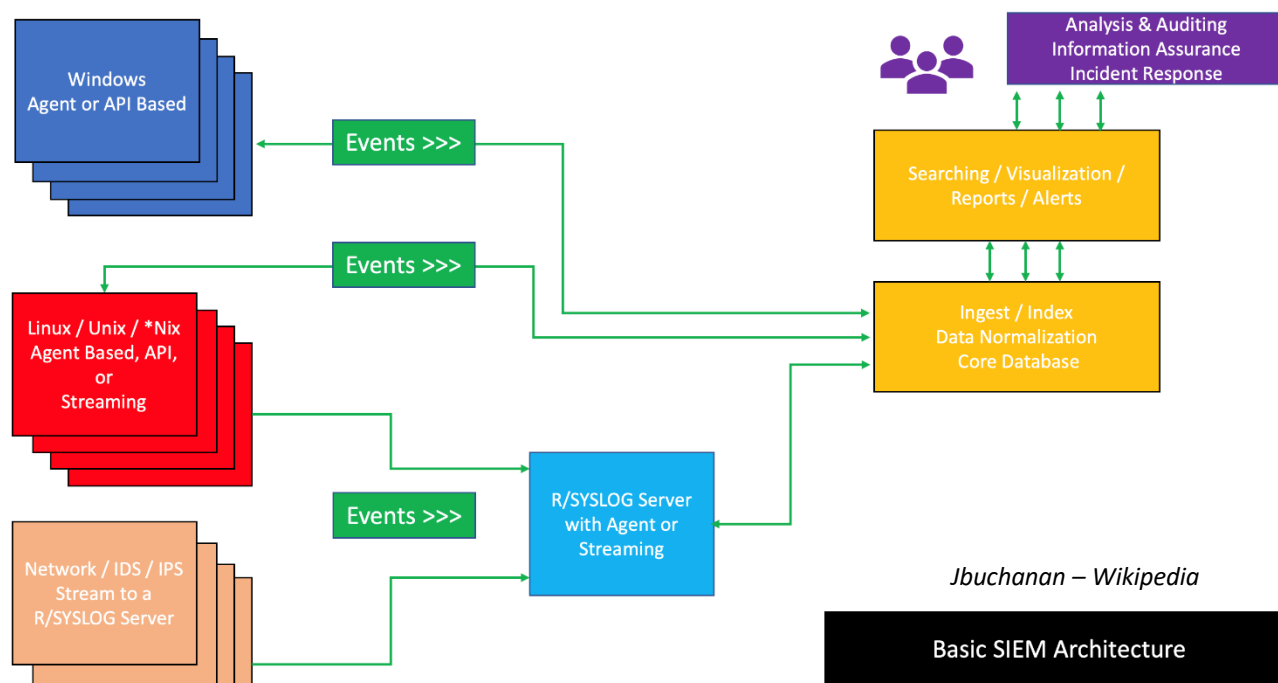 Windows
Agent or API Based
Events >>>
Analysis & Auditing
Information Assurance
Incident Response
Searching / Visualization /
Reports / Alerts
Events >>>
Linux / Unix / *Nix
Agent Based, API,
or
Streaming
Ingest / Index
Data Normalization
Core Database
Events >>>
R/SYSLOG Server
with Agent or
Streaming
Network / IDS / IPS
Stream to a
R/SYSLOG Server
Jbuchanan – Wikipedia
Basic SIEM Architecture